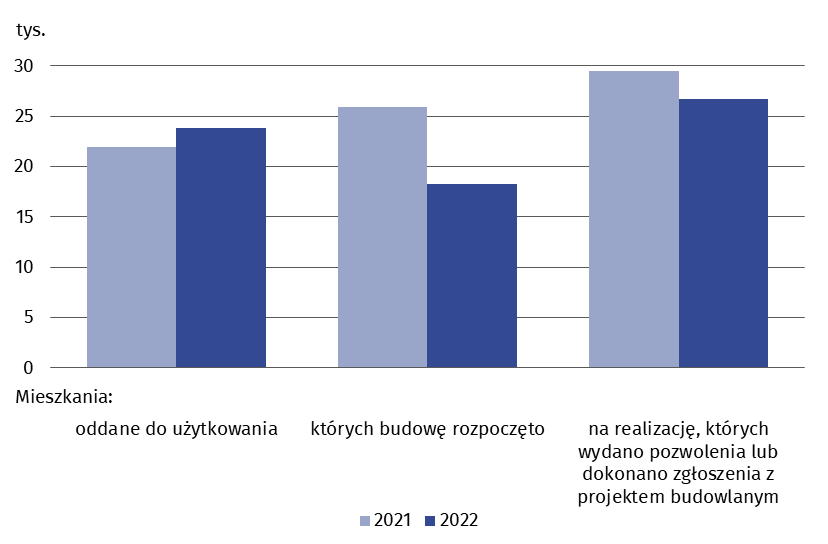 tys.
30
25
20
15
10
5
0
Mieszkania:
oddane do użytkowania
których budowę rozpoczęto
na realizację, których
wydano pozwolenia lub
dokonano zgłoszenia z
projektem budowlanym
2021 2022